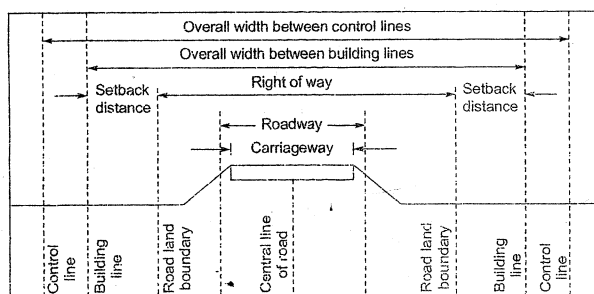 Overall width between control lines
Overall width between building lines
Setback distance
Right of way
Setback distance
Roadway
Carriageway
Control line
Building line
Road land boundary
Central line of road
Road land boundary
Building line
Control line